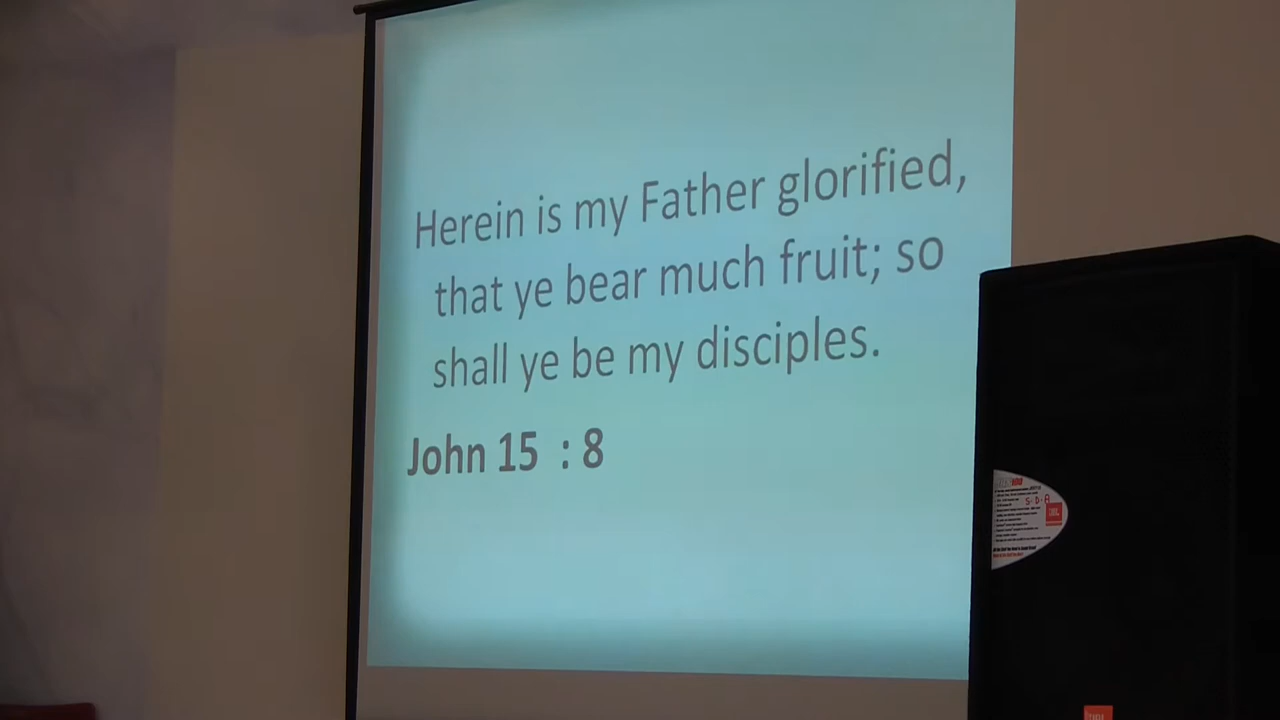 Herein is my Father glorified,
that ye bear much fruit; so
shall ye be my disciples.
John 15 : 8
S·D·A
JBL